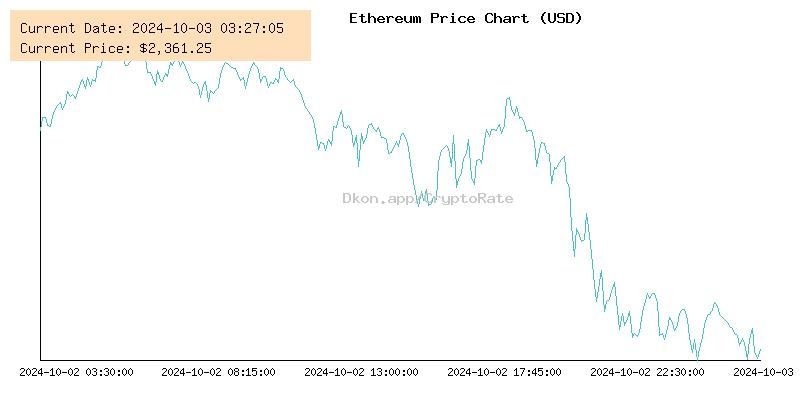 Ethereum Price Chart (USD)
Current Date: 2024-10-03 03:27:05
Current Price: $2,361.25
Dkon.app/CryptoRate
2024-10-02 03:30:00
2024-10-02 08:15:00
2024-10-02 13:00:00
2024-10-02 17:45:00
2024-10-02 22:30:00
2024-10-03